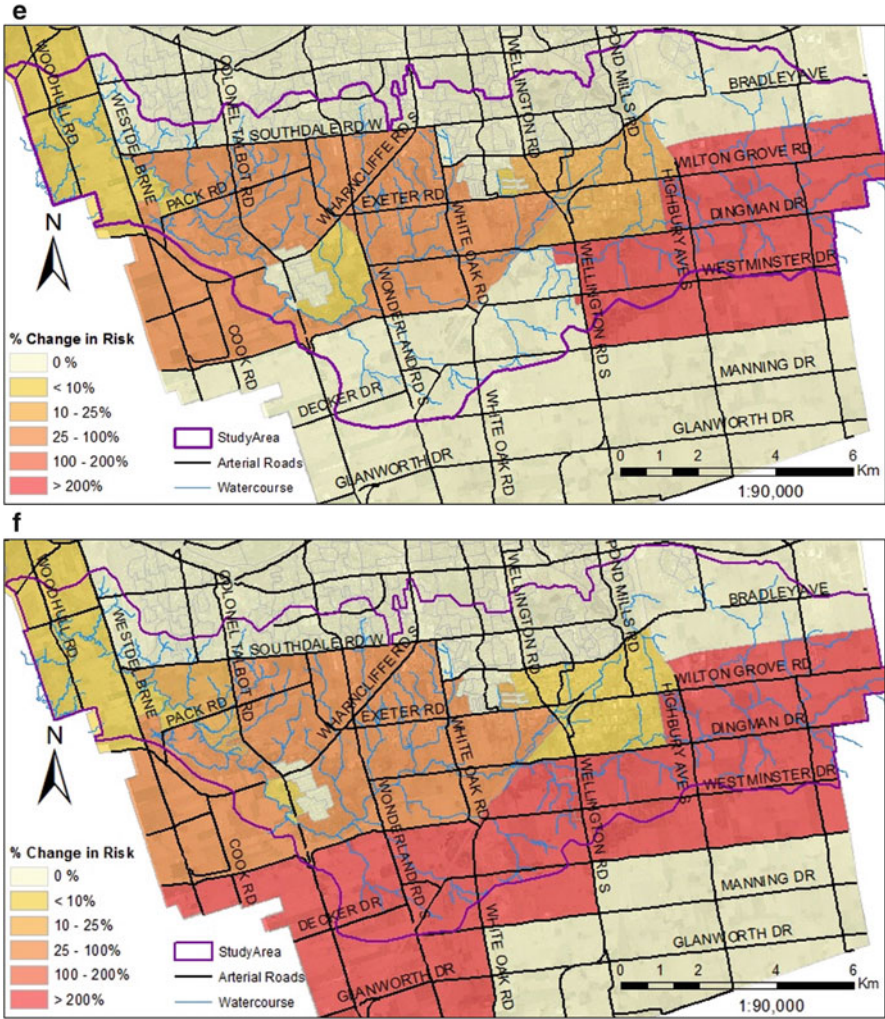 e
WOODHULL RD
WESTDEL BRNE
COLONEL TALBOT RD
SOUTHDALE RD W
WHARNCLIFFE RD S
WELLINGTON RD
POND MILLS RD
BRADLEY AVE
WILTON GROVE RD
PACK RD
EXETER RD
WHITE OAK RD
HIGHBURY AVE S
DINGMAN DR
WESTMINSTER DR
N
WONDERLAND RD S
WELLINGTON RD S
COOK RD
DECKER DR
WHITE OAK RD
MANNING DR
GLANWORTH DR
GLANWORTH DR
% Change in Risk
0 %
< 10%
10 - 25%
25 - 100%
100 - 200%
> 200%
StudyArea
Arterial Roads
Watercourse
0 1 2 4 6
Km
1:90,000
f
WOODHULL RD
WESTDEL BRNE
COLONEL TALBOT RD
SOUTHDALE RD W
WHARNCLIFFE RD S
WELLINGTON RD
POND MILLS RD
BRADLEY AVE
WILTON GROVE RD
PACK RD
EXETER RD
WHITE OAK RD
HIGHBURY AVE S
DINGMAN DR
WESTMINSTER DR
N
WONDERLAND RD S
WELLINGTON RD S
COOK RD
DECKER DR
WHITE OAK RD
MANNING DR
GLANWORTH DR
GLANWORTH DR
% Change in Risk
0 %
< 10%
10 - 25%
25 - 100%
100 - 200%
> 200%
StudyArea
Arterial Roads
Watercourse
0 1 2 4 6
Km
1:90,000